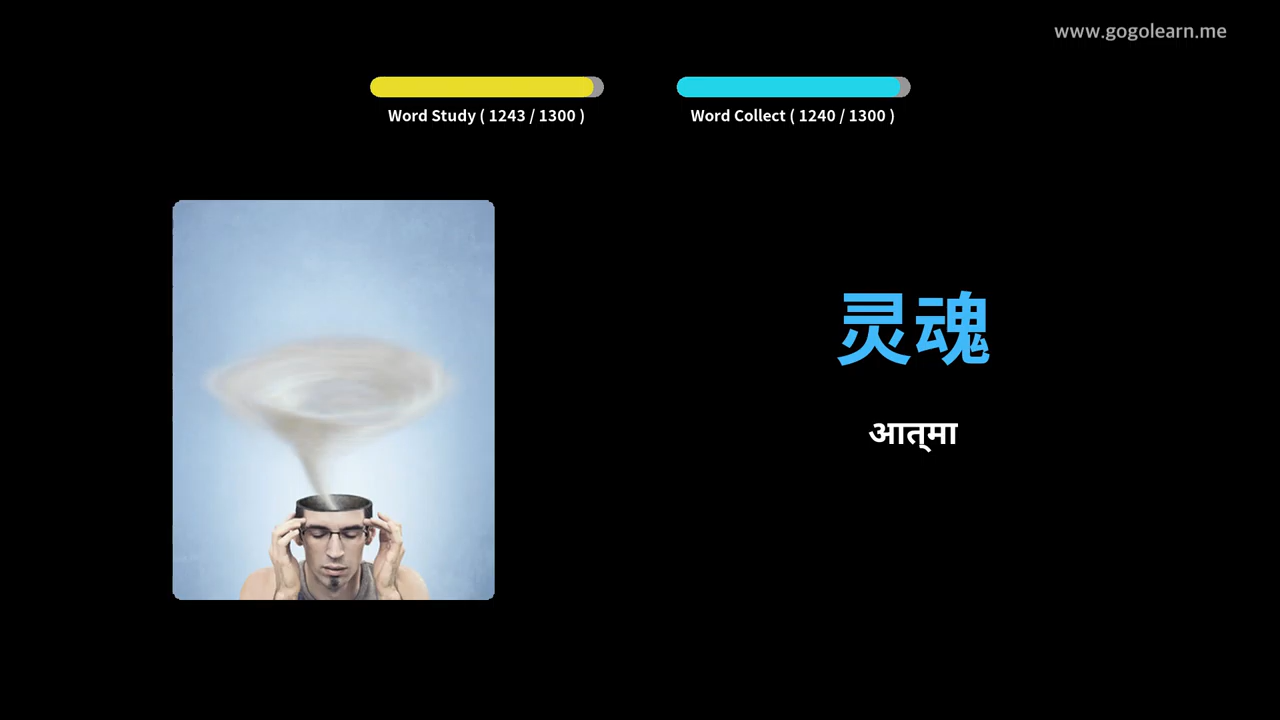 www.gogolearn.me
Word Study ( 1243 / 1300 )
Word Collect ( 1240 / 1300 )
灵魂
आत्‌मा